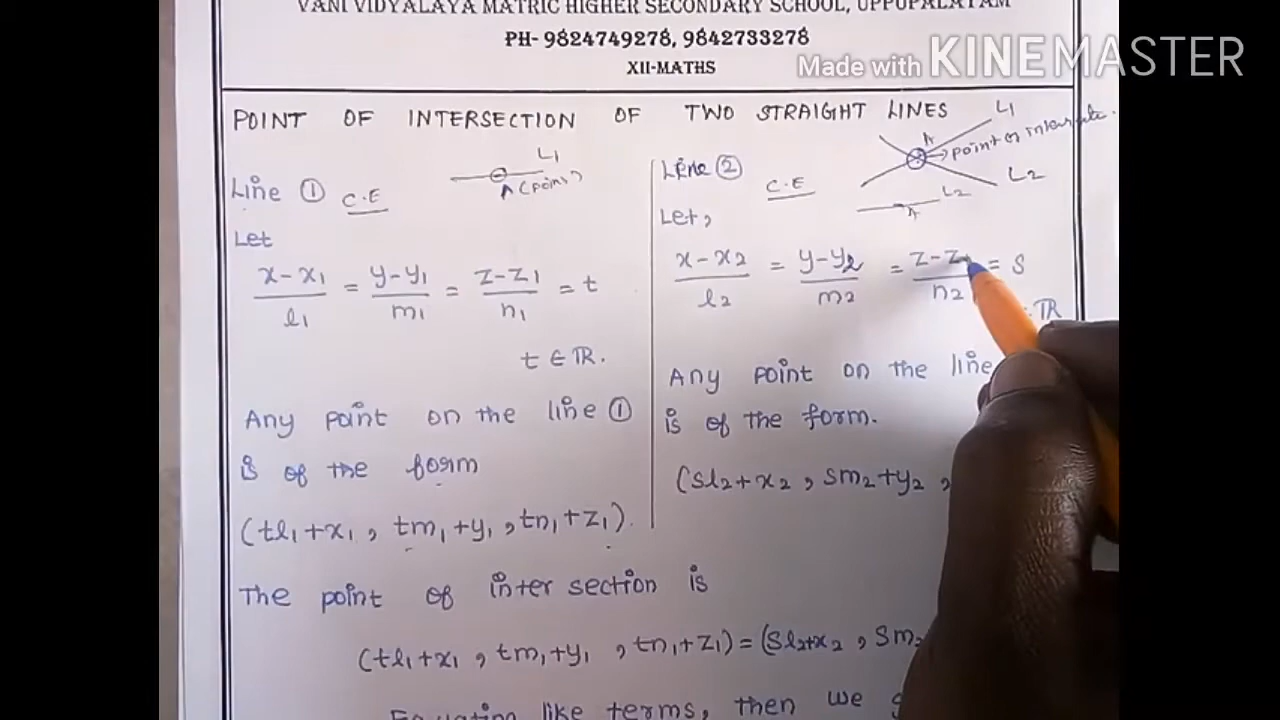 VANI VIDYALAYA MATRIC HIGHER SECONDARY SCHOOL, UPPUPALAYAM
PH- 9824749278, 9842733278
XII-MATHS
Made with KINEMASTER
POINT OF INTERSECTION OF TWO STRAIGHT LINES
L1
A
point of
L2
L2
A
Line ① C.E
L1
A (point)
Let
x-x1/l1 = y-y1/m1 = z-z1/n1 = t
t ∈ ℝ.
Any point on the line ①
is of the form
(tl1+x1, tm1+y1, tn1+z1).
Line ② C.E
Let,
x-x2/l2 = y-y2/m2 = z-z/n2 = s
ℝ
Any point on the line
is of the form.
(sl2+x2, sm2+y2,
The point of inter section is
(tl1+x1, tm1+y1, tn1+z1) = (sl2+x2, sm2
like terms, then we